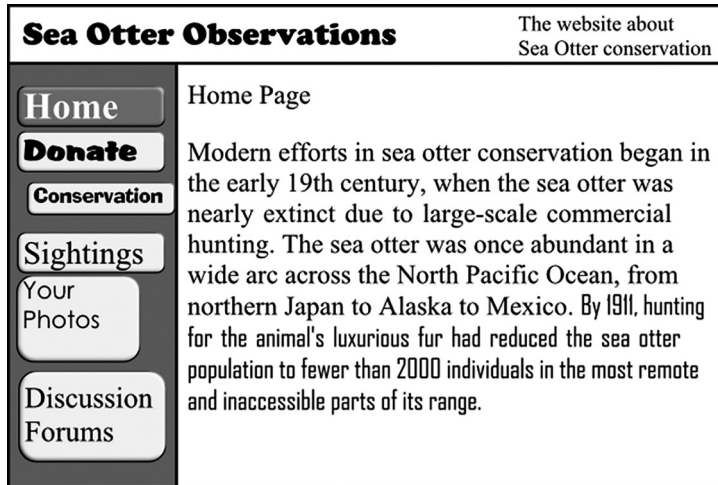 Sea Otter Observations
The website about
Sea Otter conservation
Home
Donate
Conservation
Sightings
Your
Photos
Discussion
Forums
Home Page
Modern efforts in sea otter conservation began in
the early 19th century, when the sea otter was
nearly extinct due to large-scale commercial
hunting. The sea otter was once abundant in a
wide arc across the North Pacific Ocean, from
northern Japan to Alaska to Mexico. By 1911, hunting
for the animal's luxurious fur had reduced the sea otter
population to fewer than 2000 individuals in the most remote
and inaccessible parts of its range.